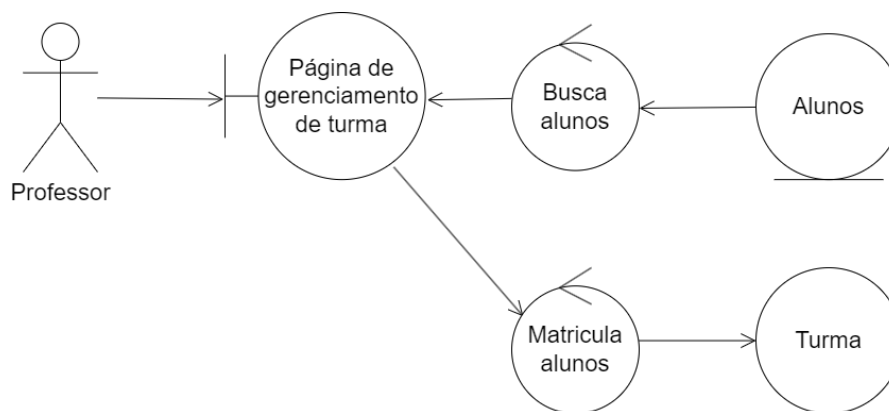 Professor
Página de
gerenciamento
de turma
Busca
alunos
Alunos
Matricula
alunos
Turma